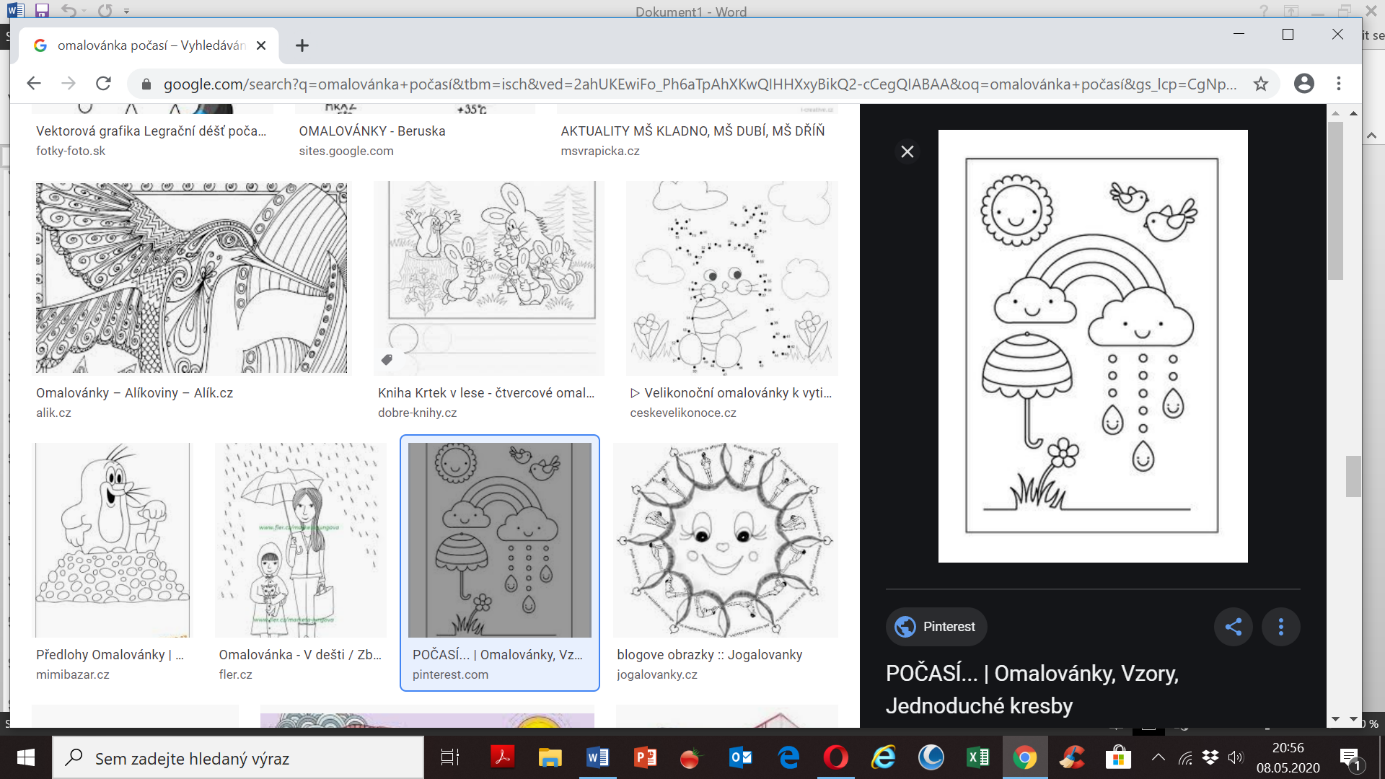 Dokument1 - Word
omalovánka počasí – Vyhledáván
google.com/search?q=omalovánka+počasí&tbm=isch&ved=2ahUKEwiFo_Ph6aTpAhXKwQIHHXxyBikQ2-cCegQIABAA&oq=omalovánka+počasí&gs_lcp=CgNp...
+35°C
Vektorová grafika Legrační déšť poča...
OMALOVÁNKY - Beruska
AKTUALITY MŠ KLADNO, MŠ DUBÍ, MŠ DŘÍŇ
fotky-foto.sk
sites.google.com
msvrapicka.cz
Omalovánky – Alíkoviny – Alík.cz
Kniha Krtek v lese - čtvercové omal...
▷ Velikonoční omalovánky k vyti...
alik.cz
dobre-knihy.cz
ceskevelikonoce.cz
Předlohy Omalovánky | ...
Omalovánka - V dešti / Zb...
POČASÍ... | Omalovánky, Vz...
blogove obrazky :: Jogalovanky
mimibazar.cz
fler.cz
pinterest.com
jogalovanky.cz
Pinterest
POČASÍ... | Omalovánky, Vzory,
Jednoduché kresby
Sem zadejte hledaný výraz
20:56
08.05.2020
1